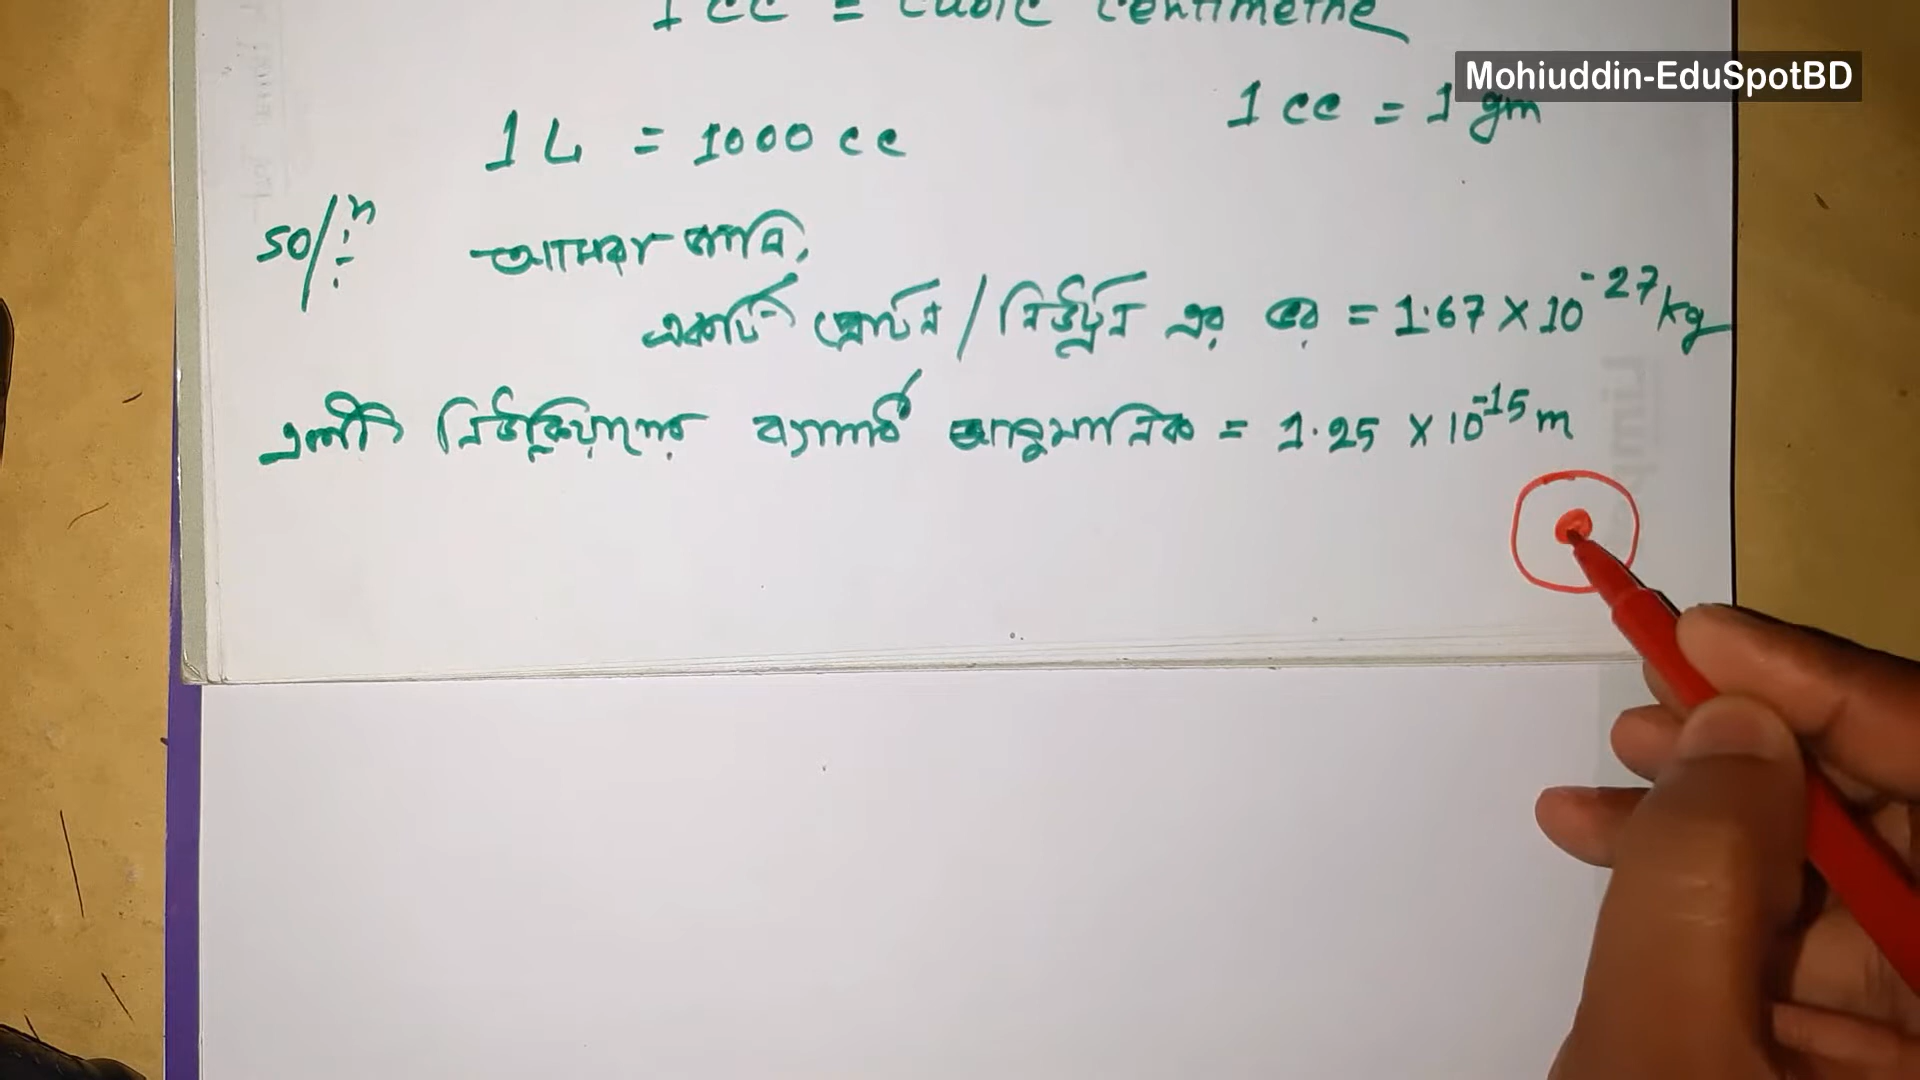 1 cc = cubic centimetre
Mohiuddin-EduSpotBD
1 cc = 1 gm
1 L = 1000 cc
আমরা জানি,
একটি প্রোটন / নিউট্রন এর ভর = 1.67 × 10⁻²⁷ kg
একটি নিউক্লিয়াসের ব্যাসার্ধ আনুমানিক = 1.25 × 10⁻¹⁵ m